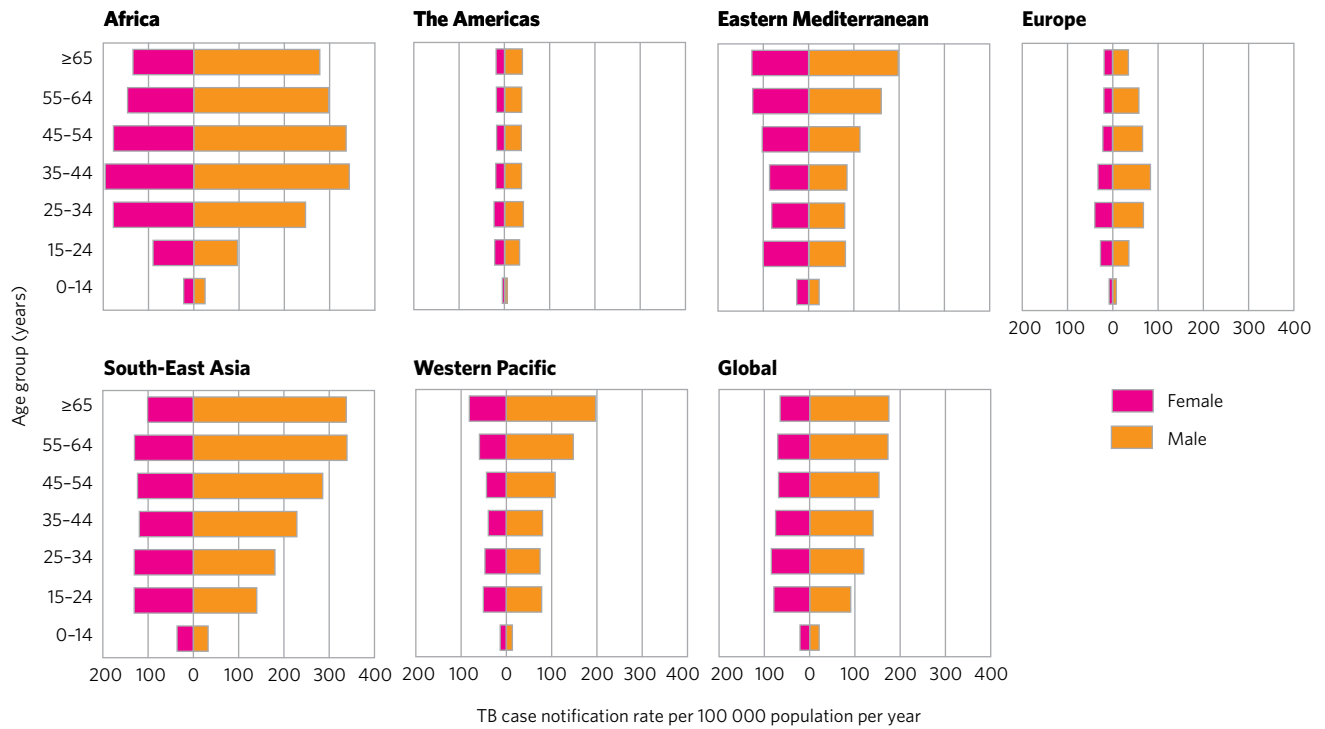 Africa
The Americas
Eastern Mediterranean
Europe
≥65
55–64
45–54
35–44
25–34
15–24
0–14
200 100 0 100 200 300 400
Age group (years)
South-East Asia
Western Pacific
Global
≥65
55–64
45–54
35–44
25–34
15–24
0–14
Female
Male
200 100 0 100 200 300 400
200 100 0 100 200 300 400
200 100 0 100 200 300 400
TB case notification rate per 100 000 population per year